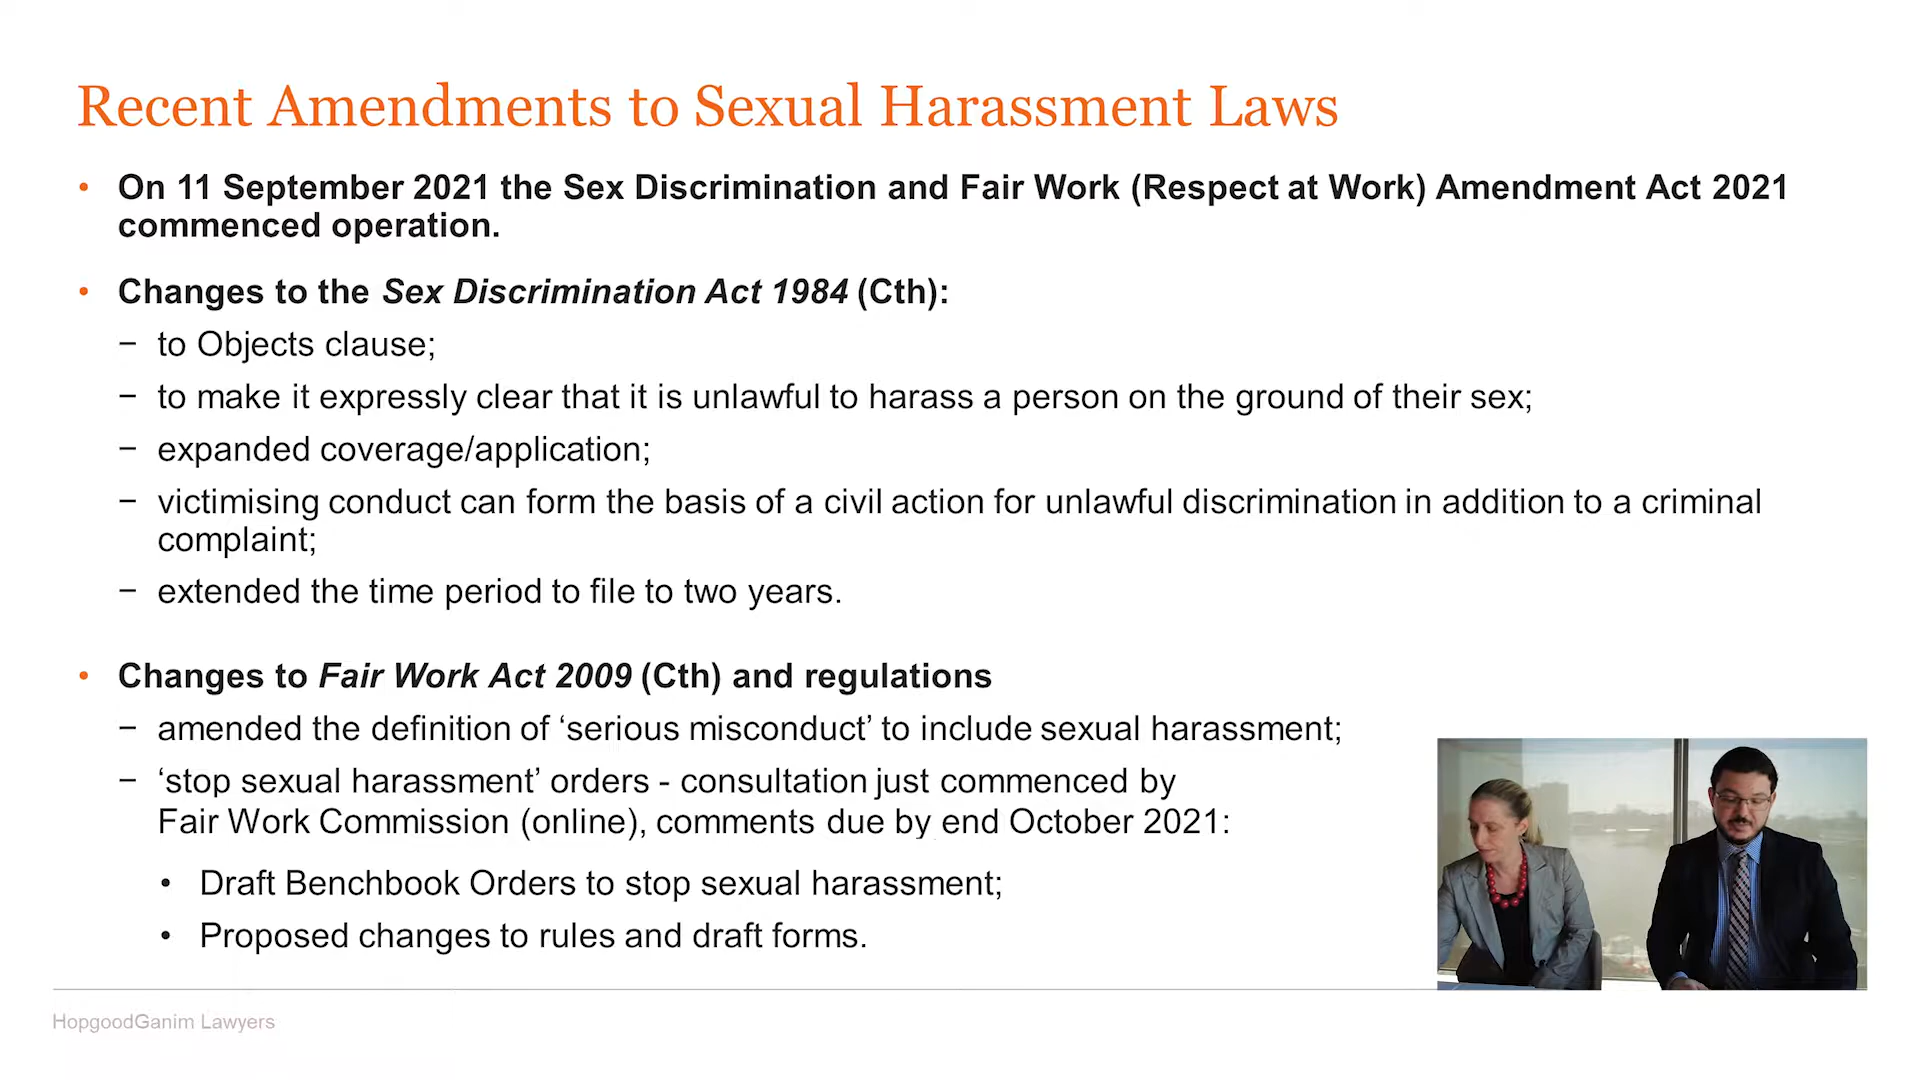 Recent Amendments to Sexual Harassment Laws
• On 11 September 2021 the Sex Discrimination and Fair Work (Respect at Work) Amendment Act 2021
commenced operation.
• Changes to the Sex Discrimination Act 1984 (Cth):
− to Objects clause;
− to make it expressly clear that it is unlawful to harass a person on the ground of their sex;
− expanded coverage/application;
− victimising conduct can form the basis of a civil action for unlawful discrimination in addition to a criminal
complaint;
− extended the time period to file to two years.
• Changes to Fair Work Act 2009 (Cth) and regulations
− amended the definition of ‘serious misconduct’ to include sexual harassment;
− ‘stop sexual harassment’ orders - consultation just commenced by
Fair Work Commission (online), comments due by end October 2021:
• Draft Benchbook Orders to stop sexual harassment;
• Proposed changes to rules and draft forms.
HopgoodGanim Lawyers